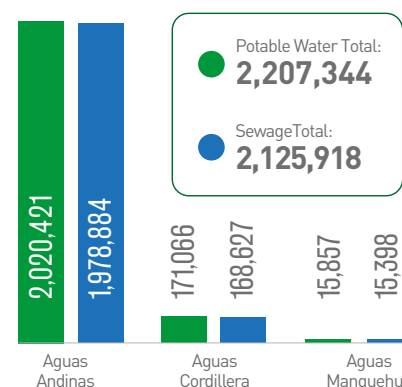 Potable Water Total:
2,207,344
SewageTotal:
2,125,918
2,020,421
1,978,884
171,066
168,627
15,857
15,398
Aguas
Andinas
Aguas
Cordillera
Aguas